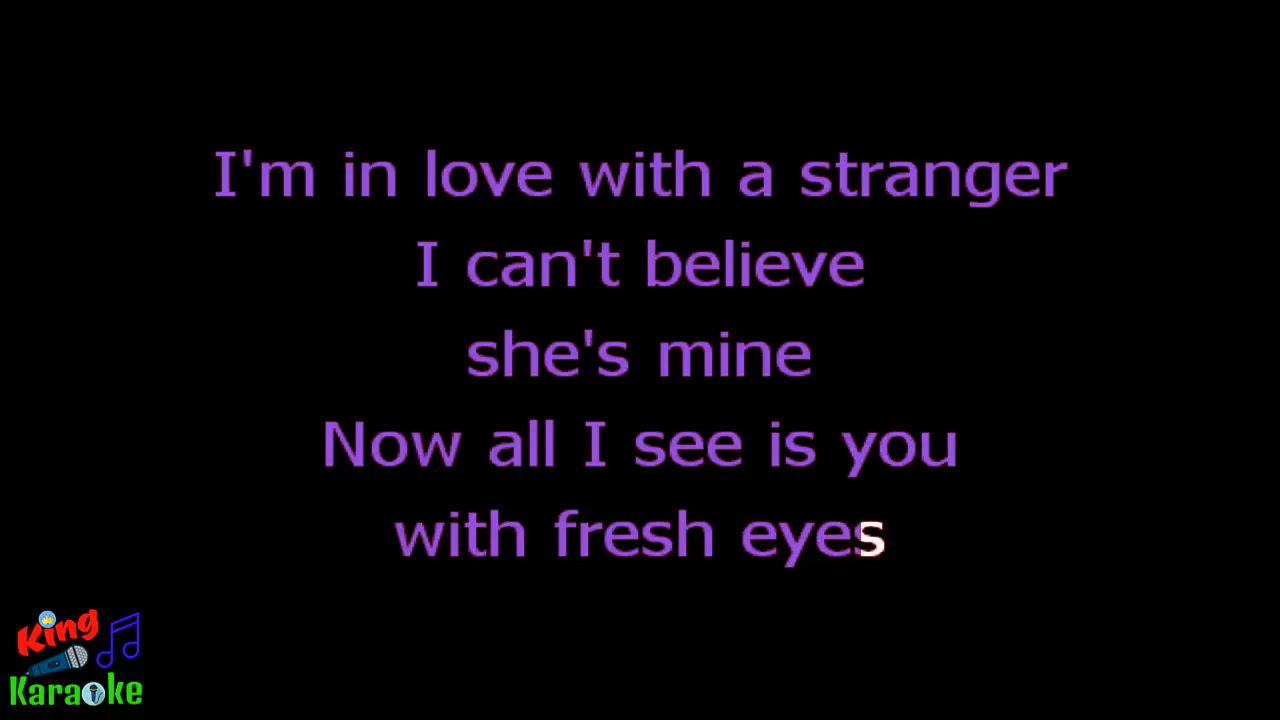 I'm in love with a stranger
I can't believe
she's mine
Now all I see is you
with fresh eyes
King
Karaoke